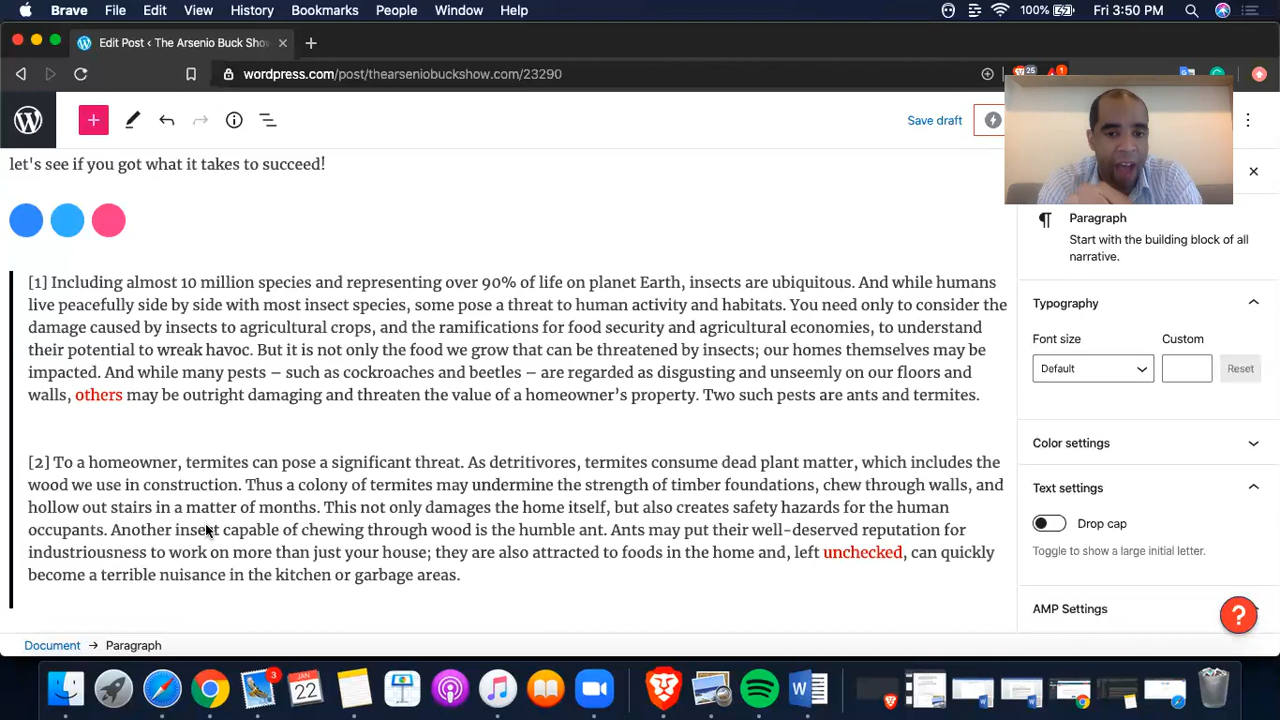 Brave File Edit View History Bookmarks People Window Help 100% Fri 3:50 PM
Edit Post ‹ The Arsenio Buck Show
wordpress.com/post/thearseniobuckshow.com/23290
25 1
Save draft
let's see if you got what it takes to succeed!
[1] Including almost 10 million species and representing over 90% of life on planet Earth, insects are ubiquitous. And while humans
live peacefully side by side with most insect species, some pose a threat to human activity and habitats. You need only to consider the
damage caused by insects to agricultural crops, and the ramifications for food security and agricultural economies, to understand
their potential to wreak havoc. But it is not only the food we grow that can be threatened by insects; our homes themselves may be
impacted. And while many pests – such as cockroaches and beetles – are regarded as disgusting and unseemly on our floors and
walls, others may be outright damaging and threaten the value of a homeowner’s property. Two such pests are ants and termites.
[2] To a homeowner, termites can pose a significant threat. As detritivores, termites consume dead plant matter, which includes the
wood we use in construction. Thus a colony of termites may undermine the strength of timber foundations, chew through walls, and
hollow out stairs in a matter of months. This not only damages the home itself, but also creates safety hazards for the human
occupants. Another insect capable of chewing through wood is the humble ant. Ants may put their well-deserved reputation for
industriousness to work on more than just your house; they are also attracted to foods in the home and, left unchecked, can quickly
become a terrible nuisance in the kitchen or garbage areas.
Paragraph
Start with the building block of all
narrative.
Typography
Font size Custom
Default Reset
Color settings
Text settings
Drop cap
Toggle to show a large initial letter.
AMP Settings
?
Document → Paragraph
3
JAN
22